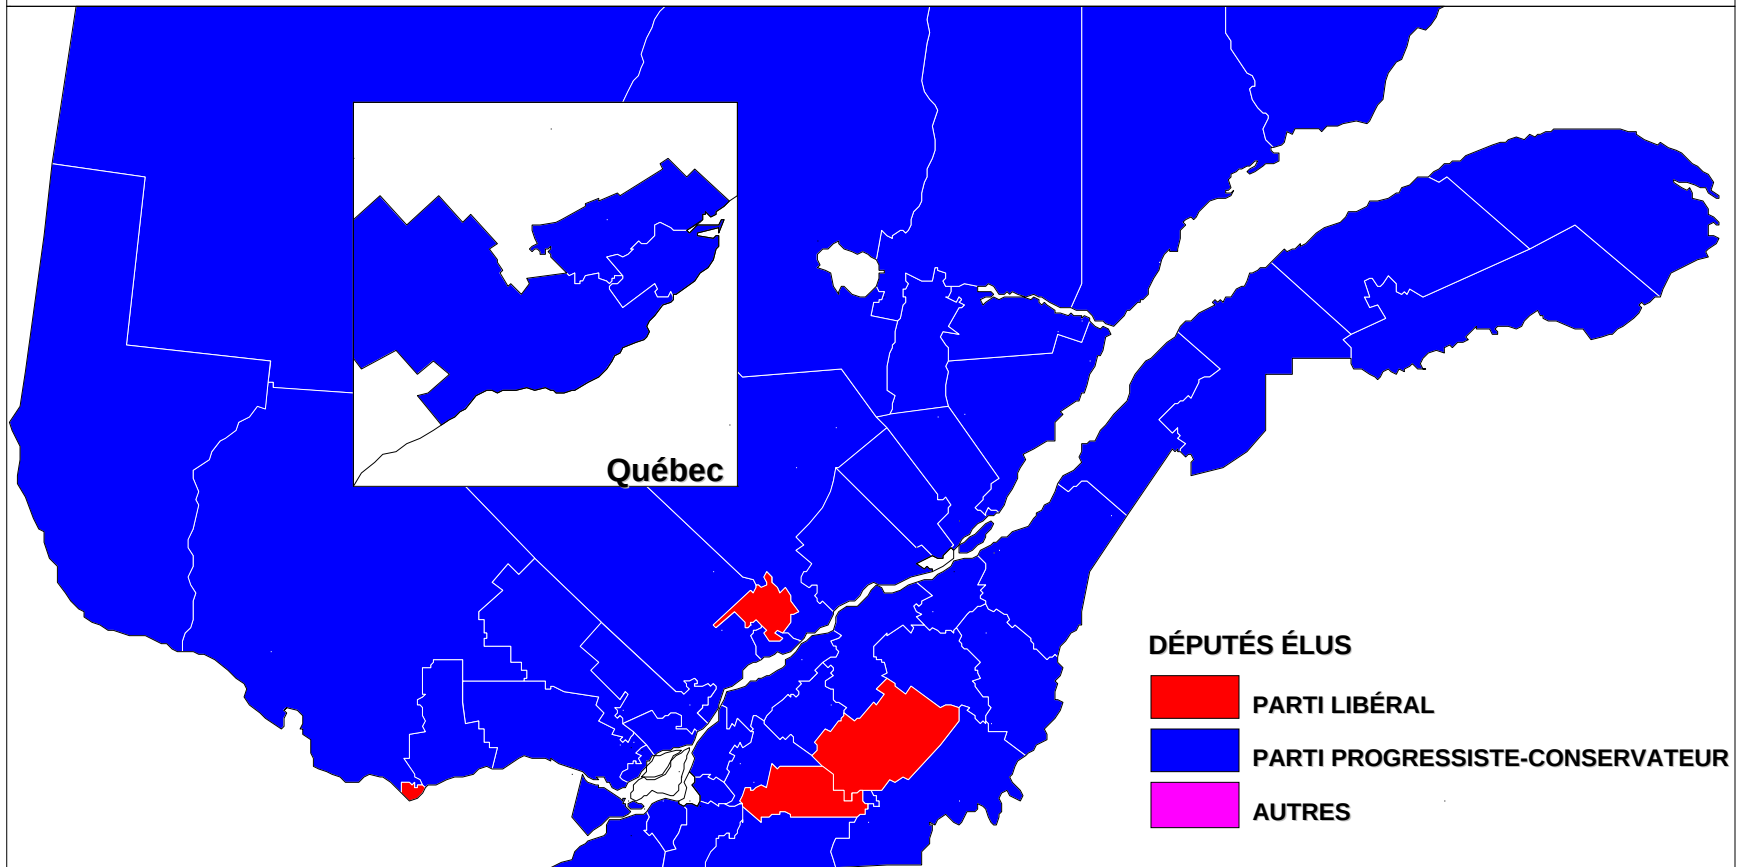 Québec
DÉPUTÉS ÉLUS
PARTI LIBÉRAL
PARTI PROGRESSISTE-CONSERVATEUR
AUTRES